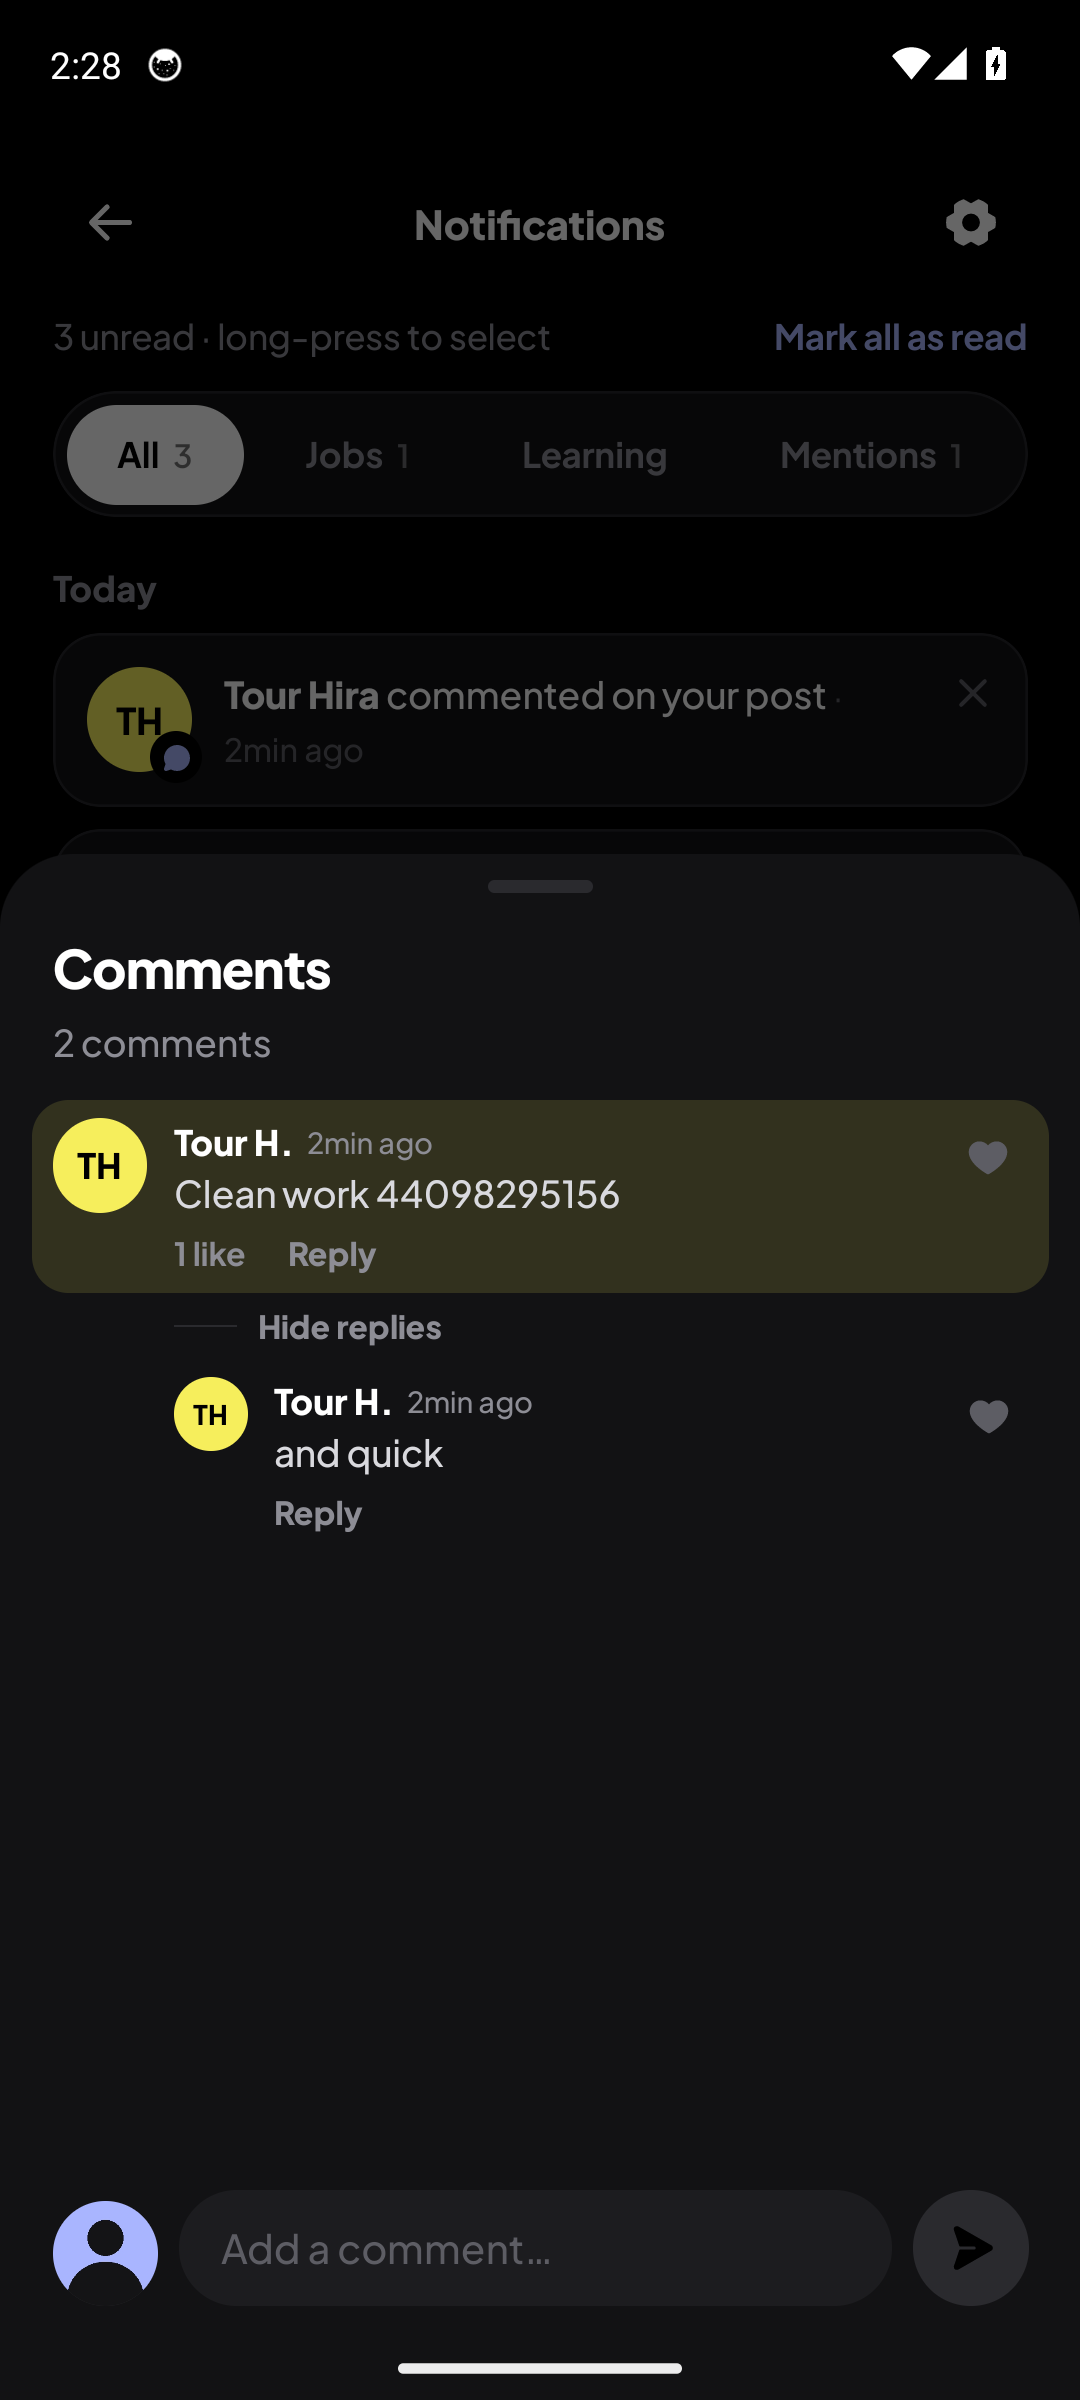 2:28
Notifications
3 unread · long-press to select
Mark all as read
All 3
Jobs 1
Learning
Mentions 1
Today
TH
Tour Hira commented on your post ·
2min ago
Comments
2 comments
TH
Tour H. 2min ago
Clean work 44098295156
1 like Reply
Hide replies
TH
Tour H. 2min ago
and quick
Reply
Add a comment...